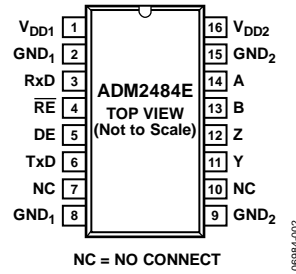 VDD1 1 16 VDD2
GND1 2 15 GND2
RxD 3 14 A
RE 4 13 B
DE 5 12 Z
TxD 6 11 Y
NC 7 10 NC
GND1 8 9 GND2
ADM2484E
TOP VIEW
(Not to Scale)
NC = NO CONNECT
06984-002